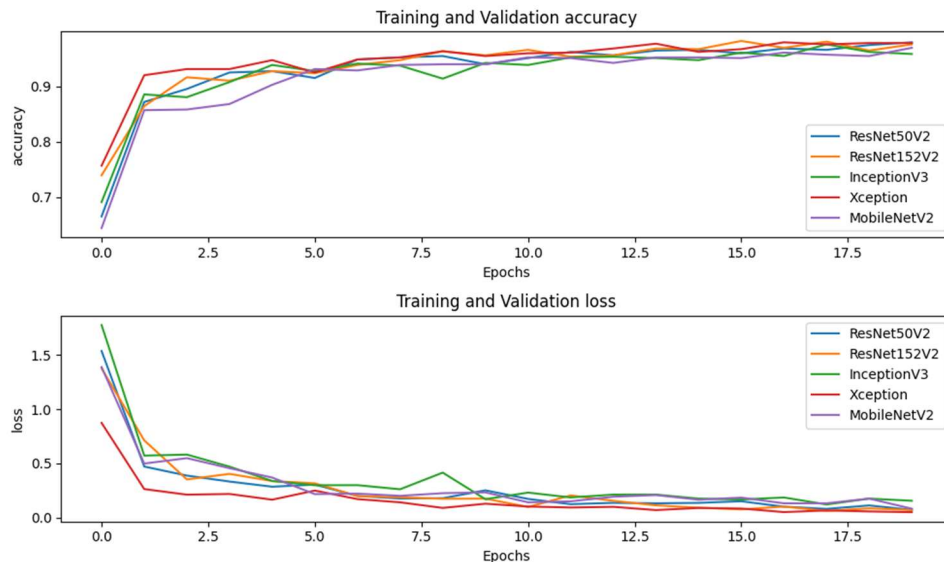 Training and Validation accuracy
0.9
0.8
0.7
accuracy
ResNet50V2
ResNet152V2
InceptionV3
Xception
MobileNetV2
0.0 2.5 5.0 7.5 10.0 12.5 15.0 17.5
Epochs
Training and Validation loss
1.5
1.0
0.5
0.0
loss
ResNet50V2
ResNet152V2
InceptionV3
Xception
MobileNetV2
0.0 2.5 5.0 7.5 10.0 12.5 15.0 17.5
Epochs